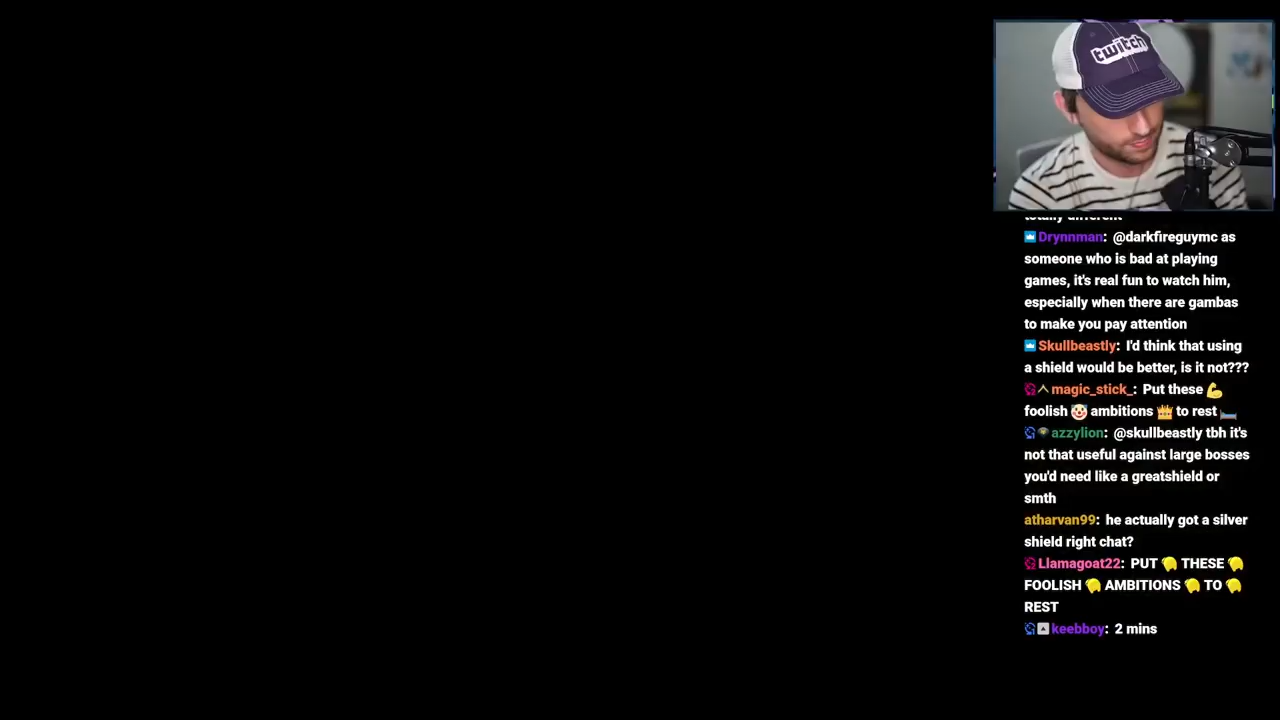 twitch
totally different
Drynnman: @darkfireguymc as
someone who is bad at playing
games, it's real fun to watch him,
especially when there are gambas
to make you pay attention
Skullbeastly: I'd think that using
a shield would be better, is it not???
magic_stick_: Put these 💪
foolish 🤡 ambitions 👑 to rest 🛏️
azzylion: @skullbeastly tbh it's
not that useful against large bosses
you'd need like a greatshield or
smth
atharvan99: he actually got a silver
shield right chat?
Llamagoat22: PUT THESE
FOOLISH AMBITIONS TO
REST
keebboy: 2 mins